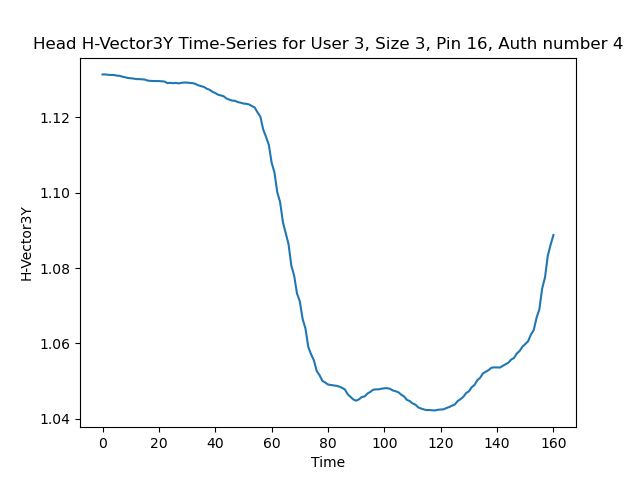 Head H-Vector3Y Time-Series for User 3, Size 3, Pin 16, Auth number 4
H-Vector3Y
1.12
1.10
1.08
1.06
1.04
0 20 40 60 80 100 120 140 160
Time